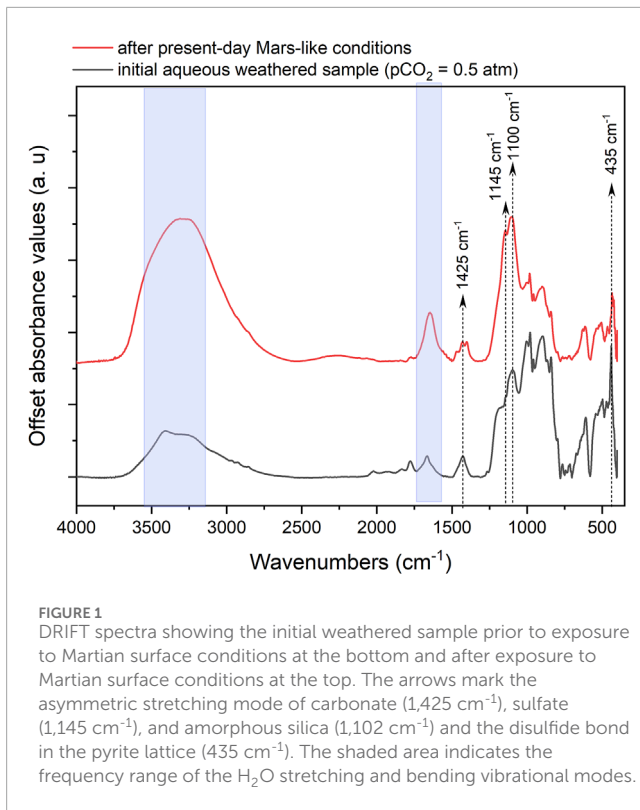 after present-day Mars-like conditions
initial aqueous weathered sample (pCO₂ = 0.5 atm)
1425 cm⁻¹
1145 cm⁻¹
1100 cm⁻¹
435 cm⁻¹
Offset absorbance values (a. u)
4000 3500 3000 2500 2000 1500 1000 500
Wavenumbers (cm⁻¹)
FIGURE 1
DRIFT spectra showing the initial weathered sample prior to exposure
to Martian surface conditions at the bottom and after exposure to
Martian surface conditions at the top. The arrows mark the
asymmetric stretching mode of carbonate (1,425 cm⁻¹), sulfate
(1,145 cm⁻¹), and amorphous silica (1,102 cm⁻¹) and the disulfide bond
in the pyrite lattice (435 cm⁻¹). The shaded area indicates the
frequency range of the H₂O stretching and bending vibrational modes.